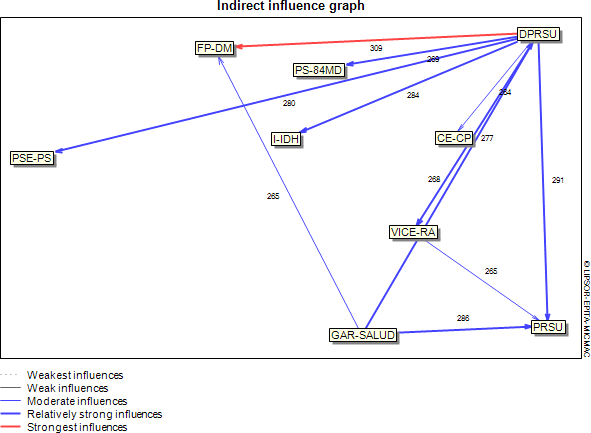 Indirect influence graph
DPRSU
FP-DM
309
PS-84MD
289
284
264
280
I-IDH
CE-CP
277
PSE-PS
268
291
265
VICE-RA
265
286
GAR-SALUD
PRSU
© LIPSOR-EPITA-MICMAC
Weakest influences
Weak influences
Moderate influences
Relatively strong influences
Strongest influences